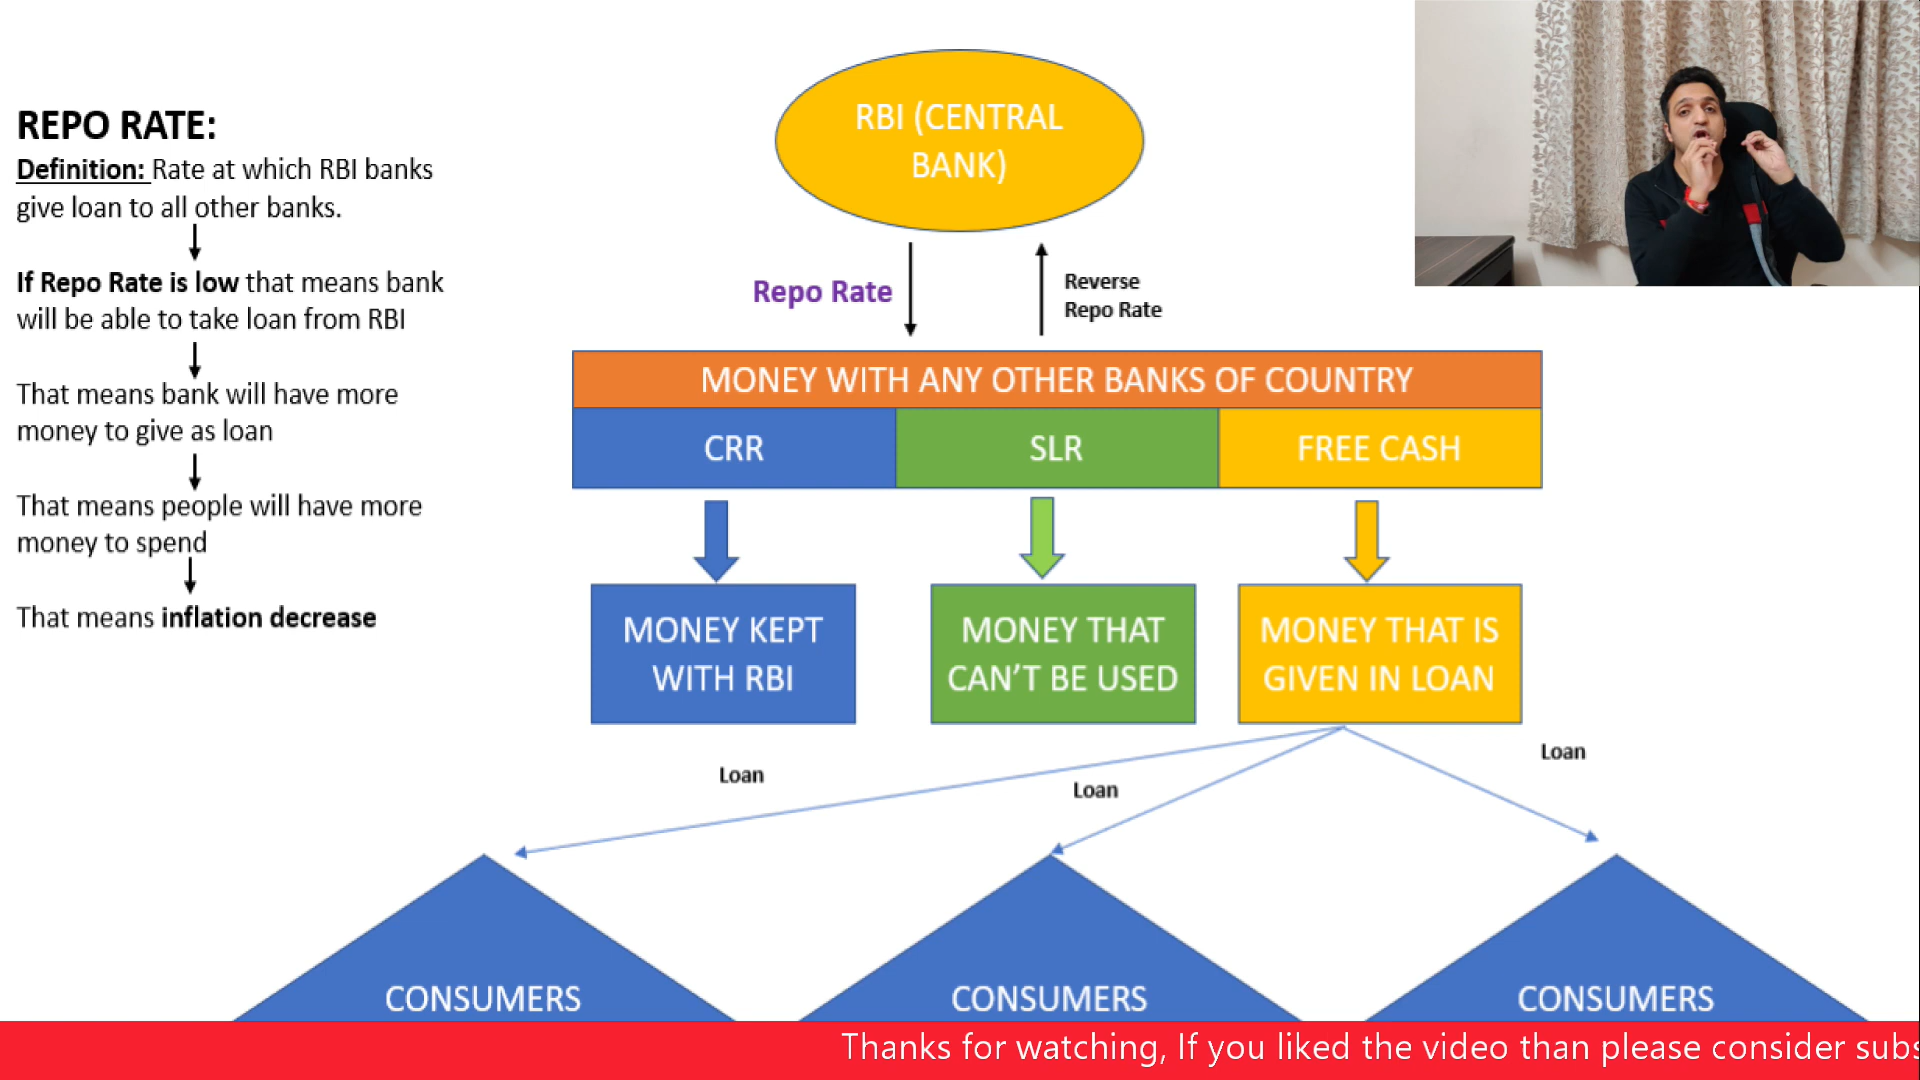 REPO RATE:
Definition: Rate at which RBI banks
give loan to all other banks.
If Repo Rate is low that means bank
will be able to take loan from RBI
That means bank will have more
money to give as loan
That means people will have more
money to spend
That means inflation decrease
RBI (CENTRAL
BANK)
Repo Rate
Reverse
Repo Rate
MONEY WITH ANY OTHER BANKS OF COUNTRY
CRR
SLR
FREE CASH
MONEY KEPT
WITH RBI
MONEY THAT
CAN'T BE USED
MONEY THAT IS
GIVEN IN LOAN
Loan
Loan
Loan
CONSUMERS
CONSUMERS
CONSUMERS
Thanks for watching, If you liked the video than please consider